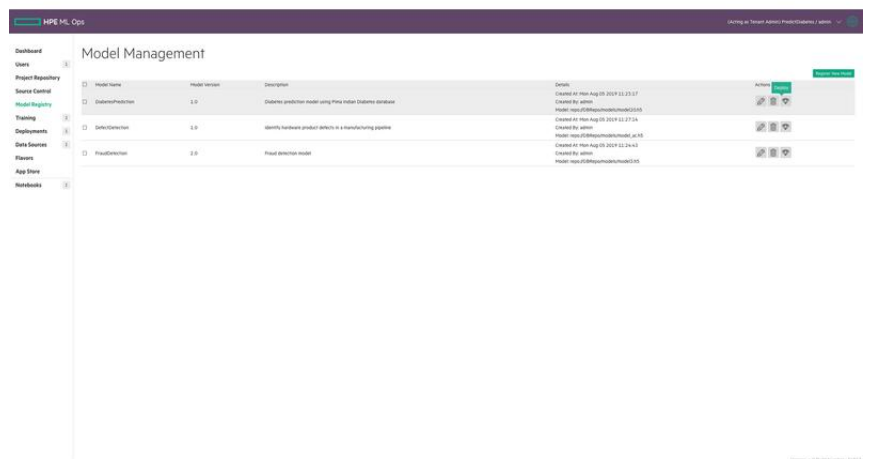 HPE ML Ops
(Acting as Tenant Admin) PredictDiabetes / admin
Dashboard
Users
Project Repository
Source Control
Model Registry
Training
Deployments
Data Sources
Flavors
App Store
Notebooks
Model Management
Register New Model
Model Name Model Version Description Details Actions
Deploy
DiabetesPrediction 1.0 Diabetes prediction model using Pima Indian Diabetes database
Created At: Mon Aug 05 2019 11:23:17
Created By: admin
DefectDetection 1.0 Identify hardware product defects in a manufacturing pipeline
Created At: Mon Aug 05 2019 11:27:14
Created By: admin
FraudDetection 2.0 Fraud detection model
Created At: Mon Aug 05 2019 11:24:43
Created By: admin